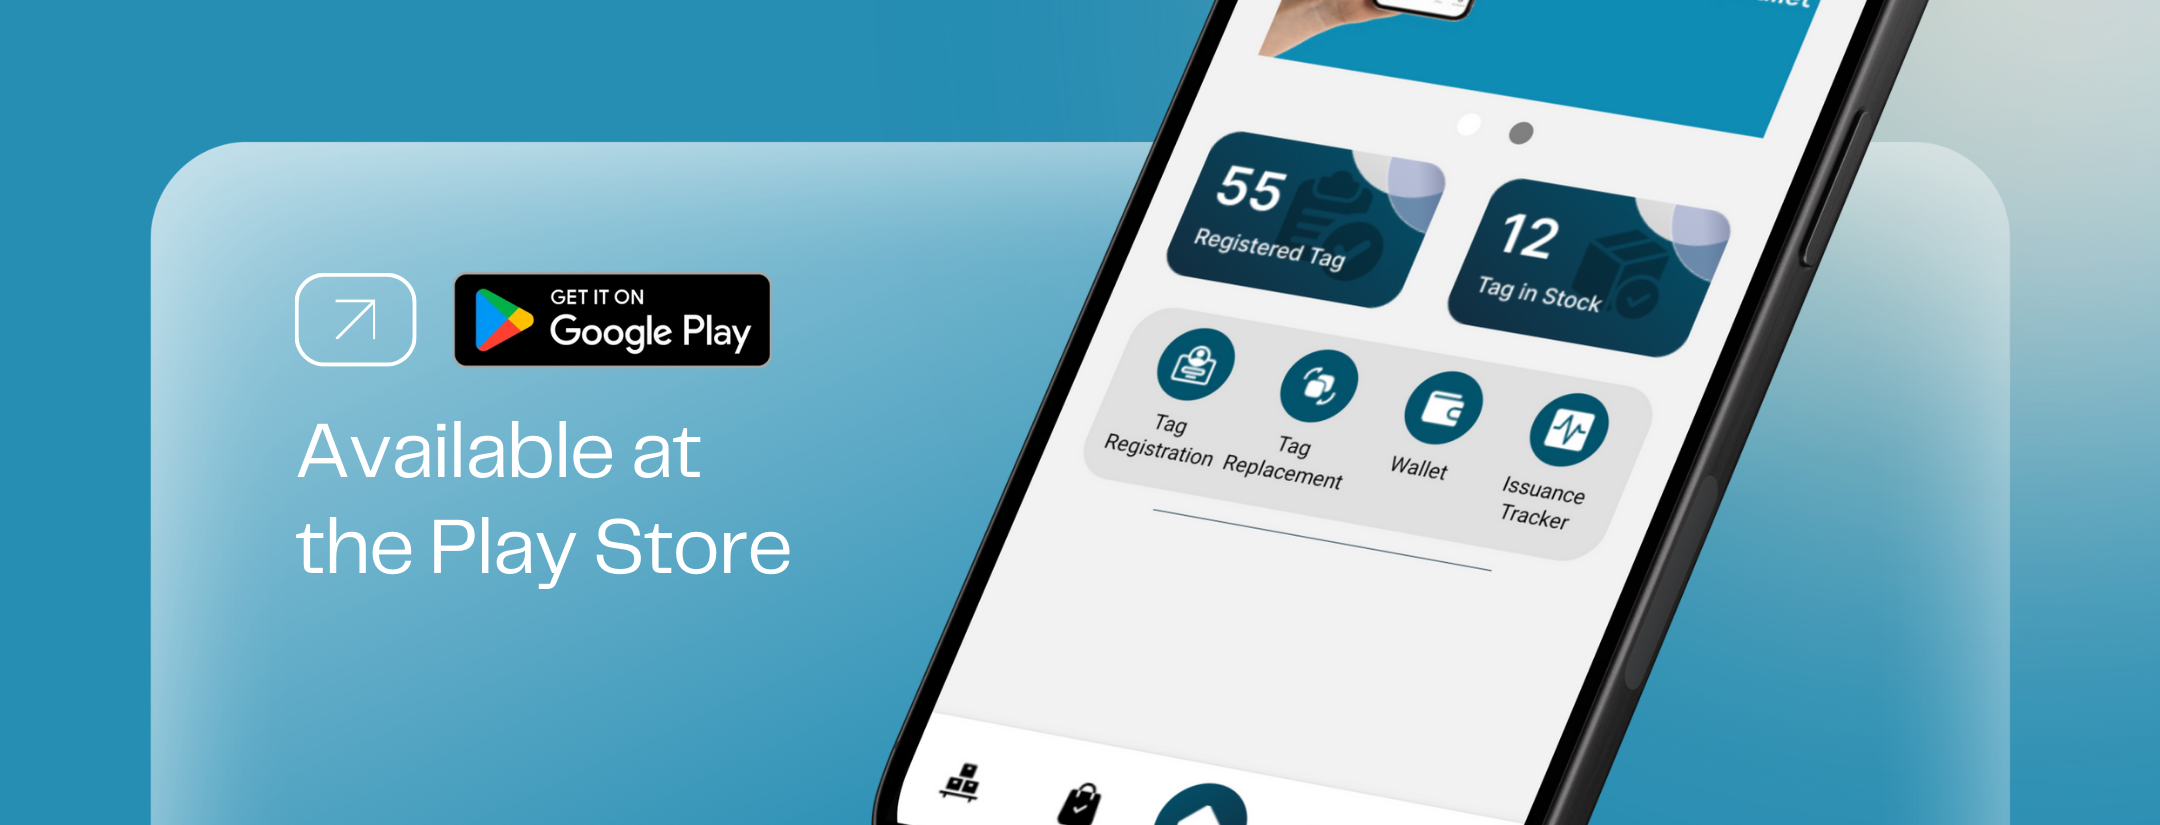 GET IT ON
Google Play
Available at
the Play Store
55
Registered Tag
12
Tag in Stock
Tag
Registration
Tag
Replacement
Wallet
Issuance
Tracker